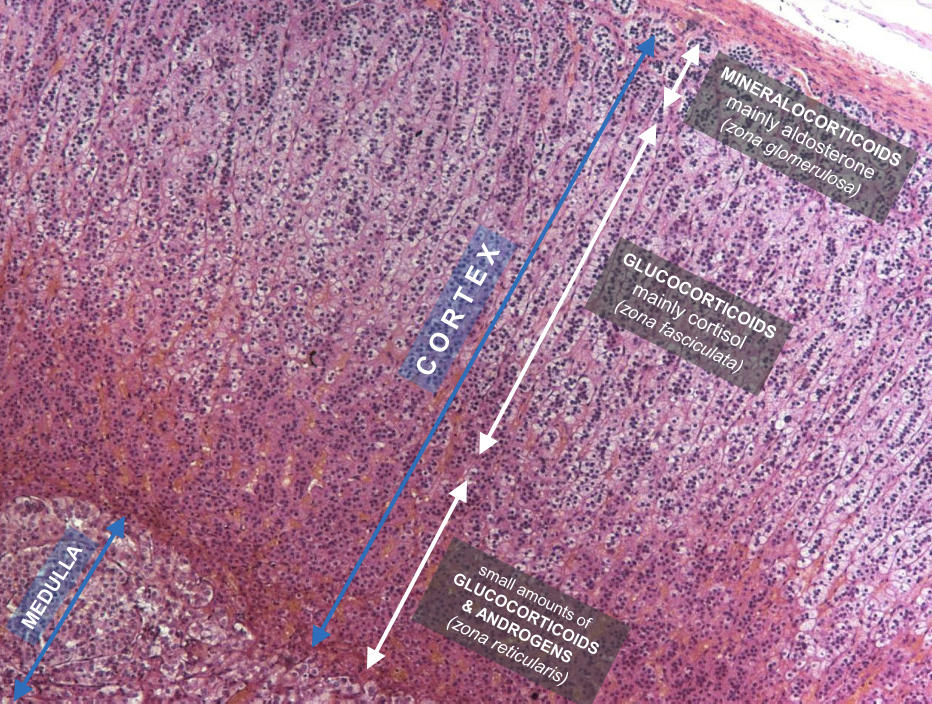 MINERALOCORTICOIDS
mainly aldosterone
(zona glomerulosa)
CORTEX
GLUCOCORTICOIDS
mainly cortisol
(zona fasciculata)
MEDULLA
small amounts of
GLUCOCORTICOIDS
& ANDROGENS
(zona reticularis)